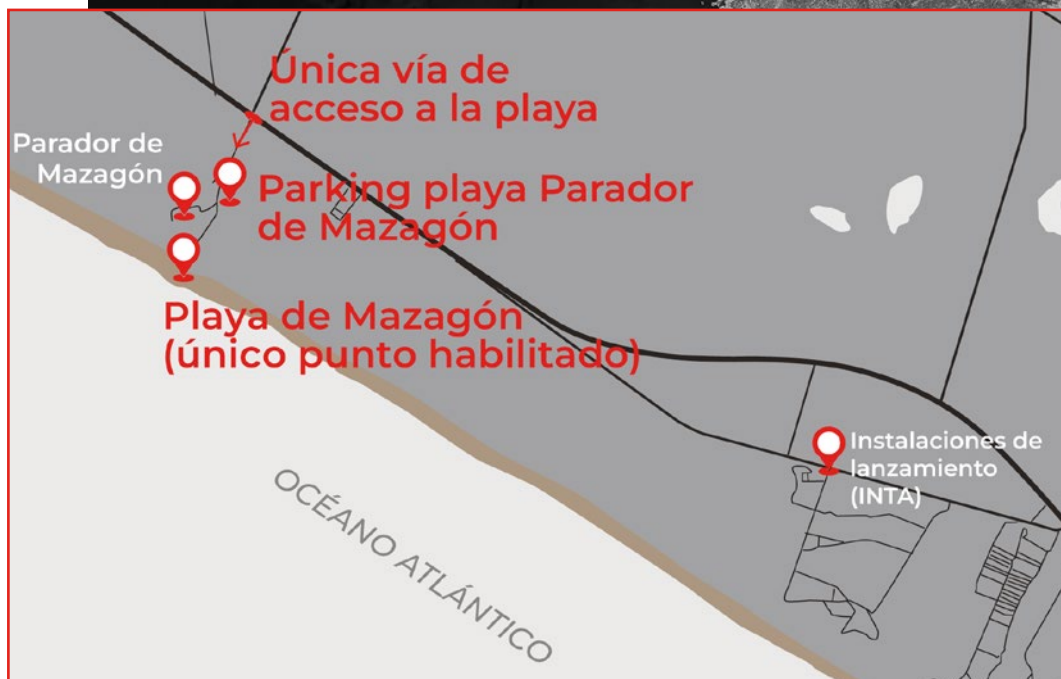 Única vía de
acceso a la playa
Parador de
Mazagón
Parking playa Parador
de Mazagón
Playa de Mazagón
(único punto habilitado)
Instalaciones de
lanzamiento
(INTA)
OCÉANO ATLÁNTICO